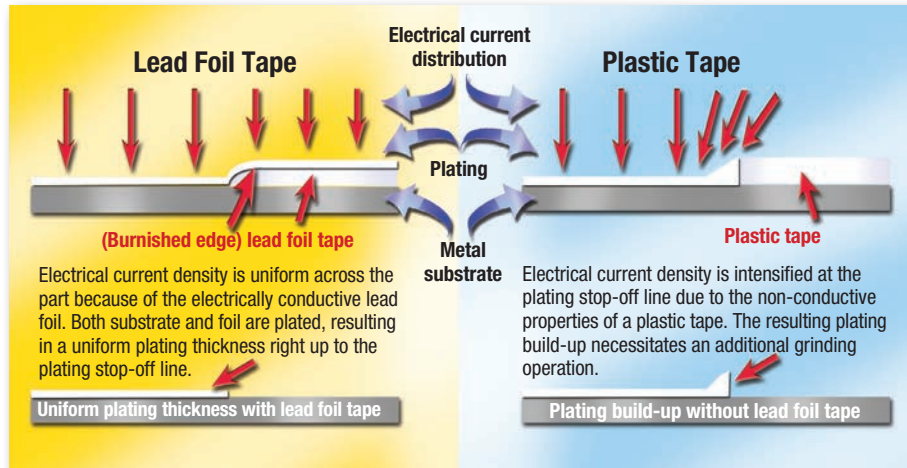 Lead Foil Tape
Electrical current
distribution
Plastic Tape
Plating
(Burnished edge) lead foil tape
Metal
substrate
Plastic tape
Electrical current density is uniform across the
part because of the electrically conductive lead
foil. Both substrate and foil are plated, resulting
in a uniform plating thickness right up to the
plating stop-off line.
Uniform plating thickness with lead foil tape
Electrical current density is intensified at the
plating stop-off line due to the non-conductive
properties of a plastic tape. The resulting plating
build-up necessitates an additional grinding
operation.
Plating build-up without lead foil tape